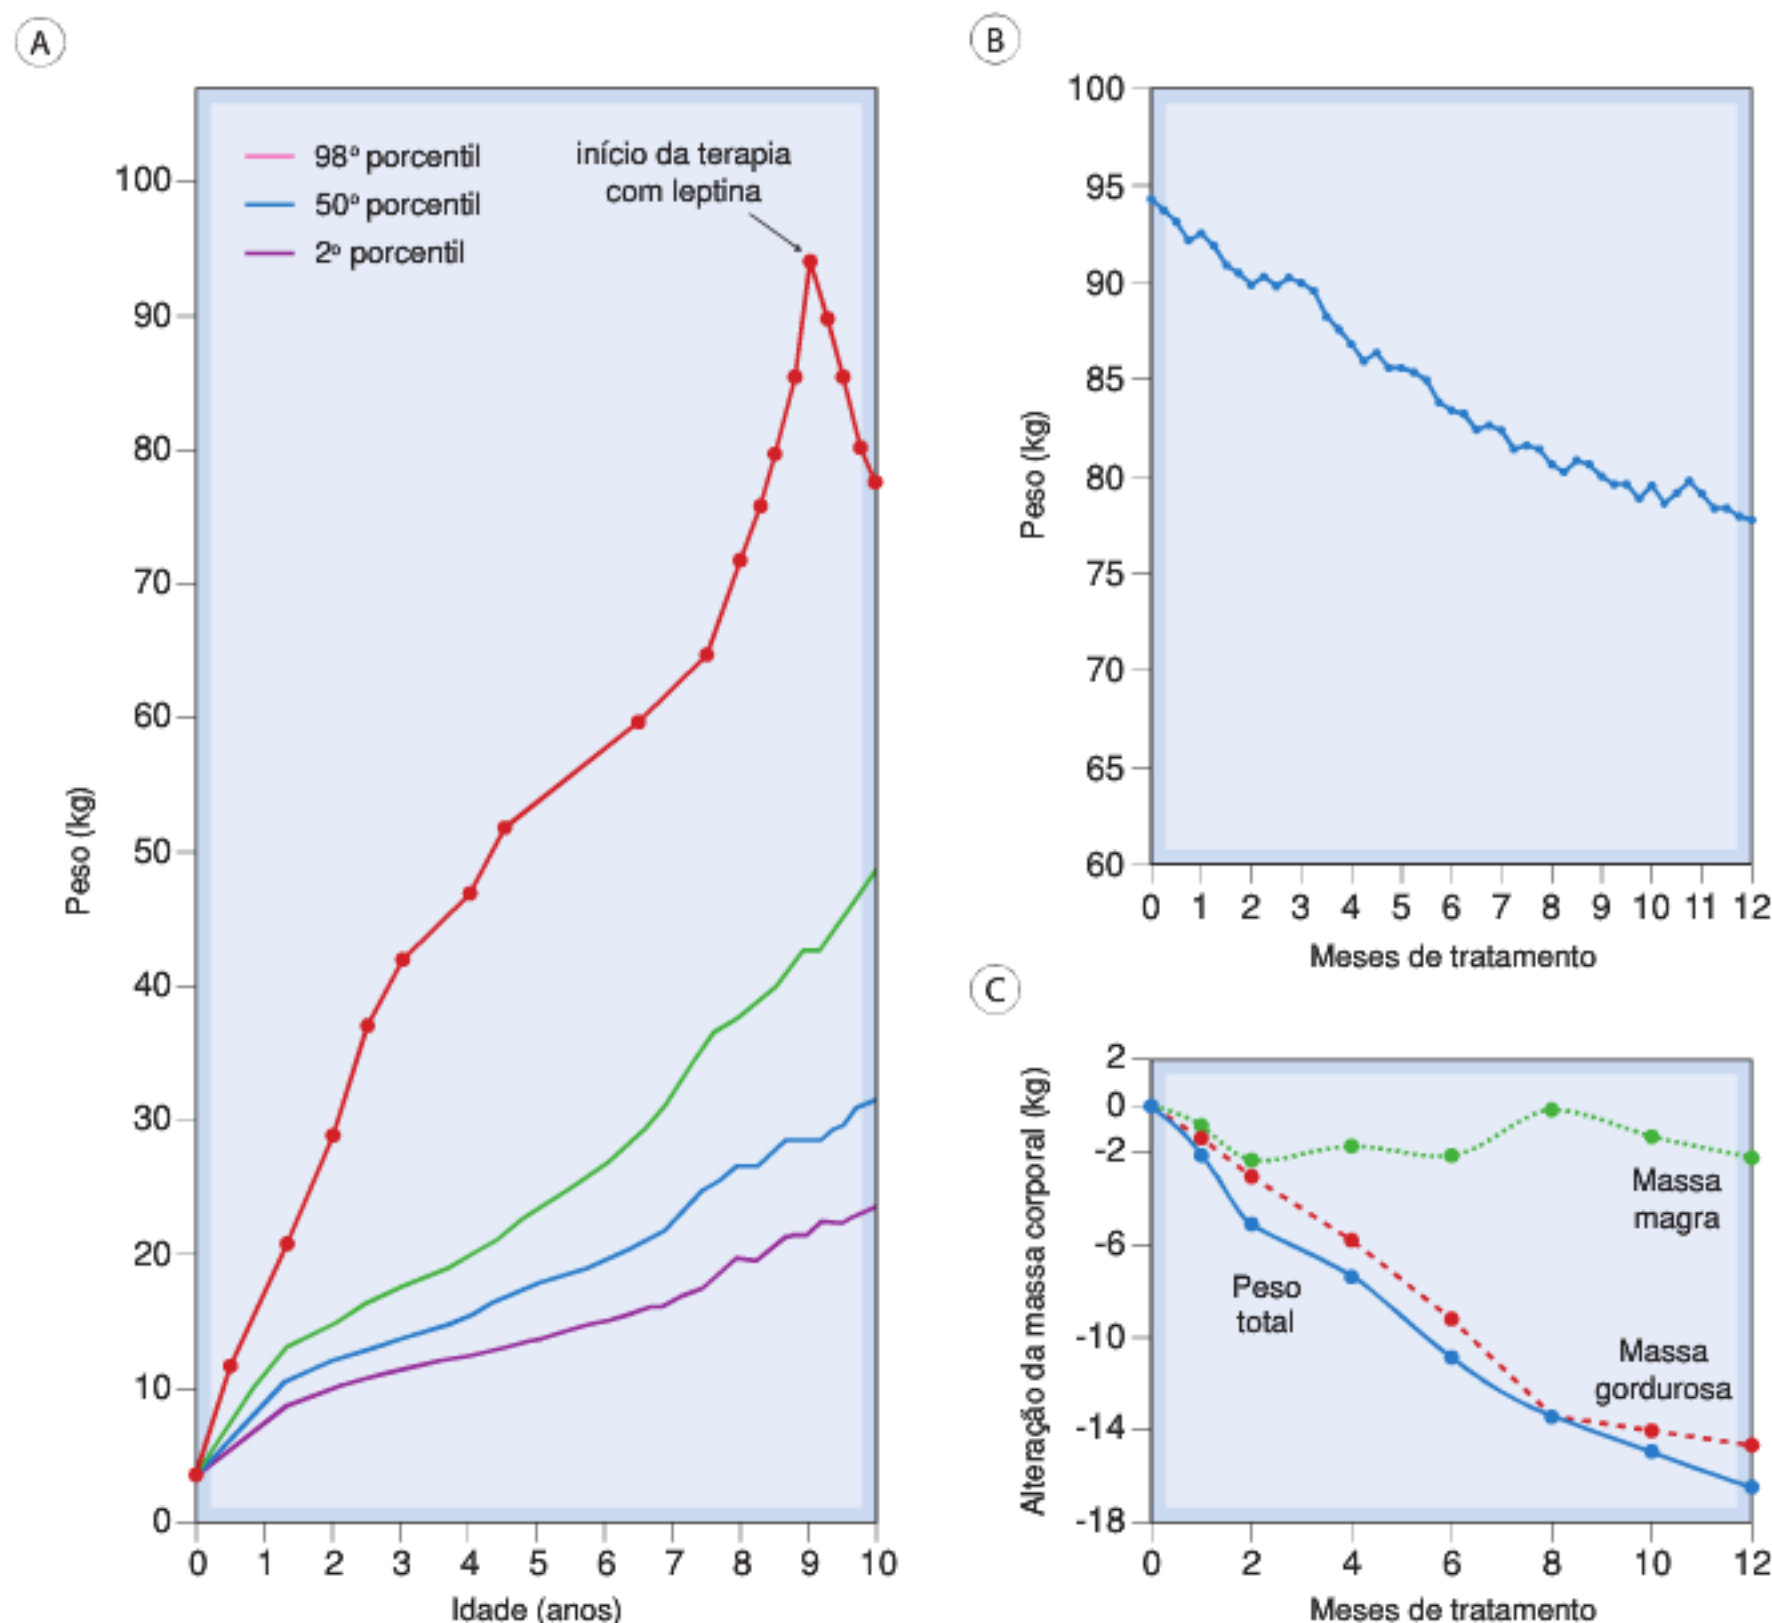 A
98º porcentil
50º porcentil
2º porcentil
início da terapia
com leptina
100
90
80
70
60
50
40
30
20
10
0
Peso (kg)
0 1 2 3 4 5 6 7 8 9 10
Idade (anos)
B
100
95
90
85
80
75
70
65
60
Peso (kg)
0 1 2 3 4 5 6 7 8 9 10 11 12
Meses de tratamento
C
2
0
-2
-6
-10
-14
-18
Alteração da massa corporal (kg)
Massa
magra
Peso
total
Massa
gordurosa
0 2 4 6 8 10 12
Meses de tratamento